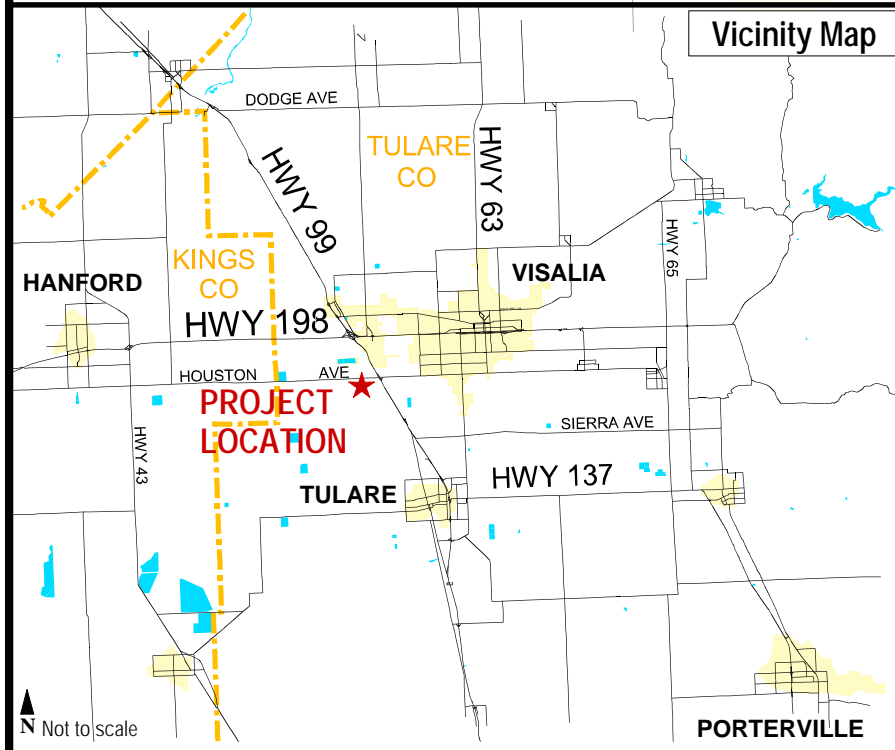 Vicinity Map
DODGE AVE
TULARE
CO
HWY 63
HWY 99
KINGS
CO
HANFORD
VISALIA
HWY 65
HWY 198
HOUSTON AVE
PROJECT
LOCATION
SIERRA AVE
HWY 43
TULARE
HWY 137
N Not to scale
PORTERVILLE